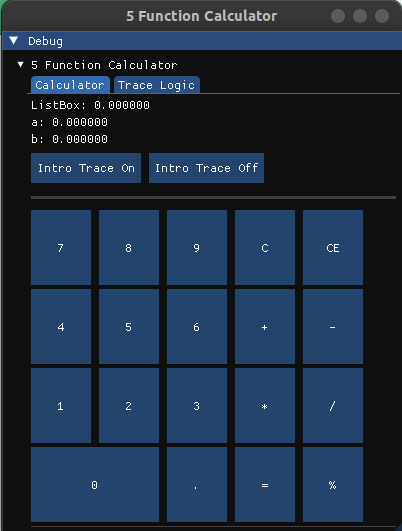 5 Function Calculator
Debug
5 Function Calculator
Calculator Trace Logic
ListBox: 0.000000
a: 0.000000
b: 0.000000
Intro Trace On Intro Trace Off
7 8 9 C CE
4 5 6 + -
1 2 3 * /
0 . = %